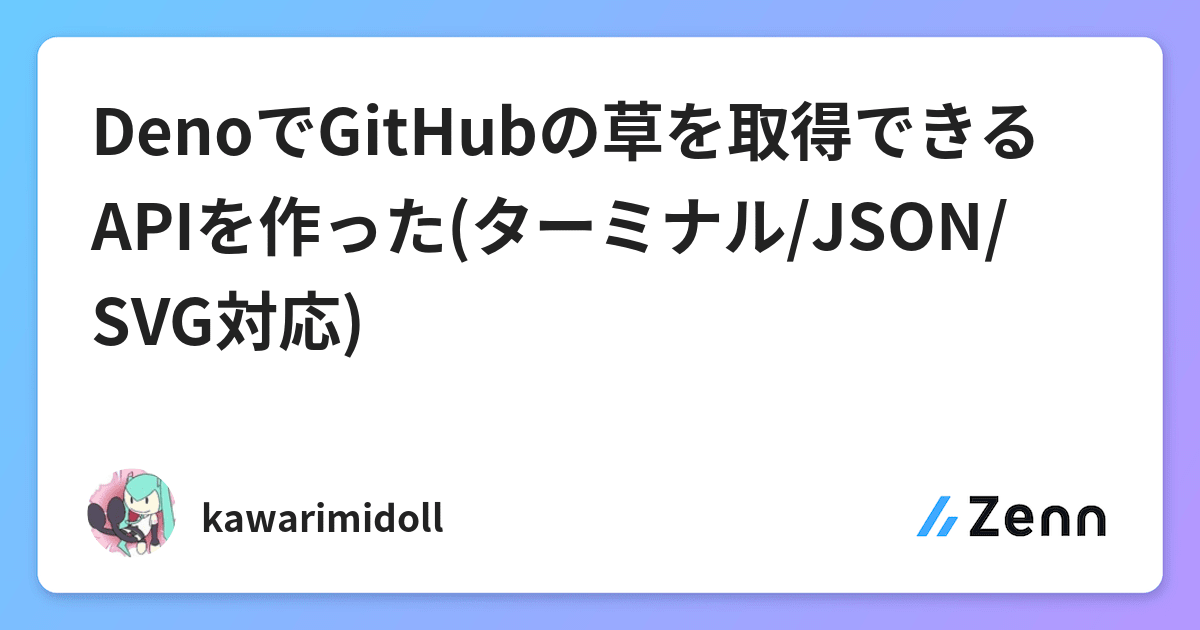 DenoでGitHubの草を取得できる
APIを作った(ターミナル/JSON/
SVG対応)
kawarimidoll
Zenn